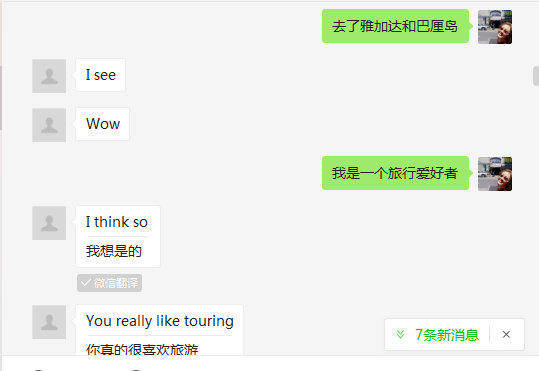 去了雅加达和巴厘岛
I see
Wow
我是一个旅行爱好者
I think so
我想是的
微信翻译
You really like touring
你真的很喜欢旅游
7条新消息